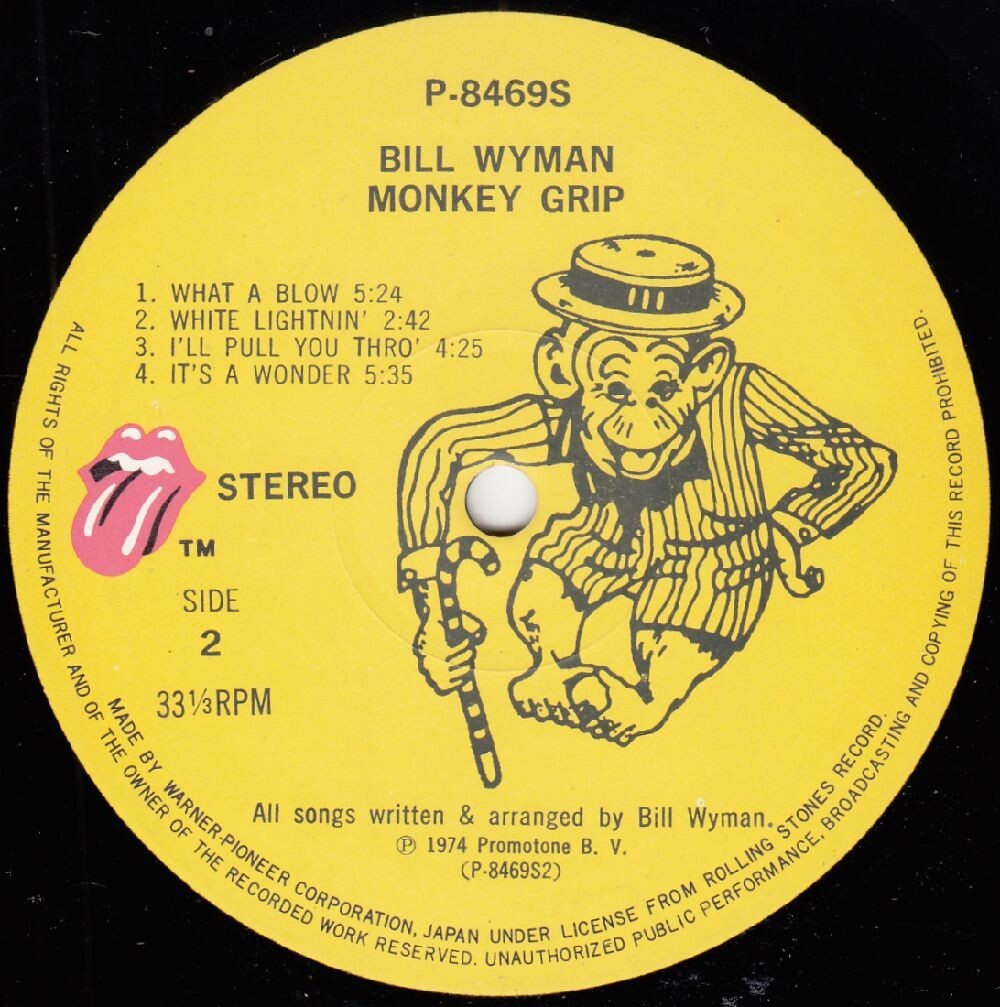 P-8469S
BILL WYMAN
MONKEY GRIP
1. WHAT A BLOW 5:24
2. WHITE LIGHTNIN' 2:42
3. I'LL PULL YOU THRO' 4:25
4. IT'S A WONDER 5:35
STEREO
TM
SIDE
2
33⅓RPM
All songs written & arranged by Bill Wyman.
℗ 1974 Promotone B. V.
(P-8469S2)
MADE BY WARNER-PIONEER CORPORATION, JAPAN UNDER LICENSE FROM ROLLING STONES RECORD.
ALL RIGHTS OF THE MANUFACTURER AND OF THE OWNER OF THE RECORDED WORK RESERVED. UNAUTHORIZED PUBLIC PERFORMANCE, BROADCASTING AND COPYING OF THIS RECORD PROHIBITED.